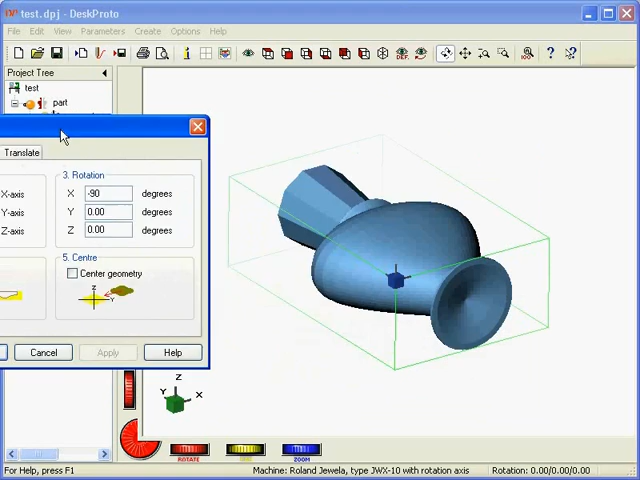 test.dpj - DeskProto
File Edit View Parameters Create Options Help
Project Tree
test
part
Translate
3. Rotation
X-axis X -90 degrees
Y-axis Y 0.00 degrees
Z-axis Z 0.00 degrees
5. Centre
Center geometry
Z
Y
Cancel Apply Help
Z
Y X
ROTATE ZOOM
For Help, press F1 Machine: Roland Jewela, type JWX-10 with rotation axis Rotation: 0.00/0.00/0.00